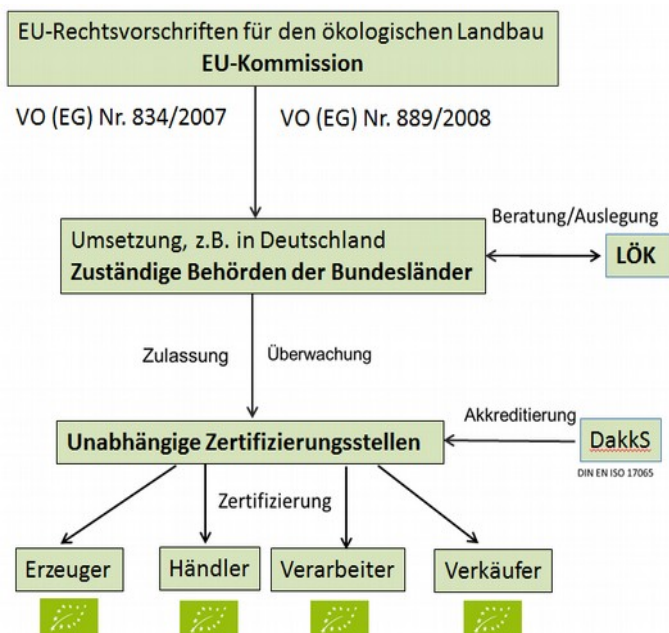 EU-Rechtsvorschriften für den ökologischen Landbau
EU-Kommission
VO (EG) Nr. 834/2007
VO (EG) Nr. 889/2008
Umsetzung, z.B. in Deutschland
Zuständige Behörden der Bundesländer
Beratung/Auslegung
LÖK
Zulassung
Überwachung
Unabhängige Zertifizierungsstellen
Akkreditierung
DakkS
DIN EN ISO 17065
Zertifizierung
Erzeuger
Händler
Verarbeiter
Verkäufer